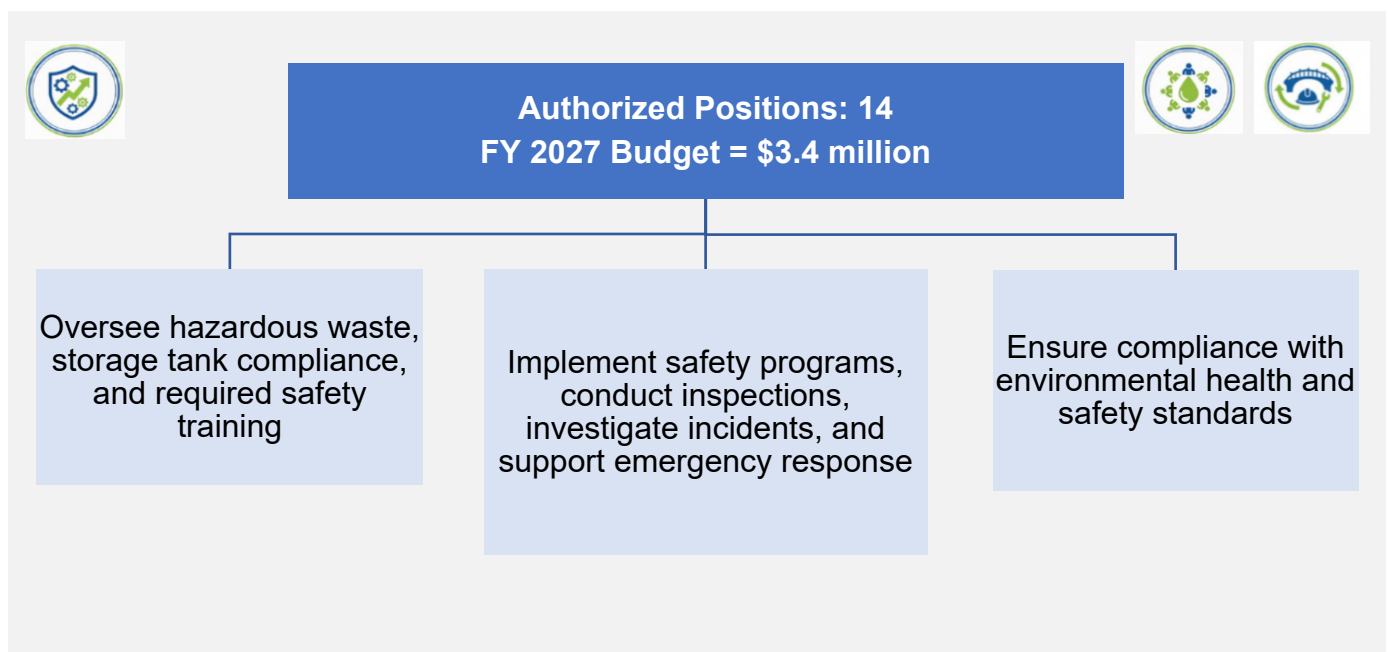 Authorized Positions: 14
FY 2027 Budget = $3.4 million
Oversee hazardous waste,
storage tank compliance,
and required safety
training
Implement safety programs,
conduct inspections,
investigate incidents, and
support emergency response
Ensure compliance with
environmental health and
safety standards